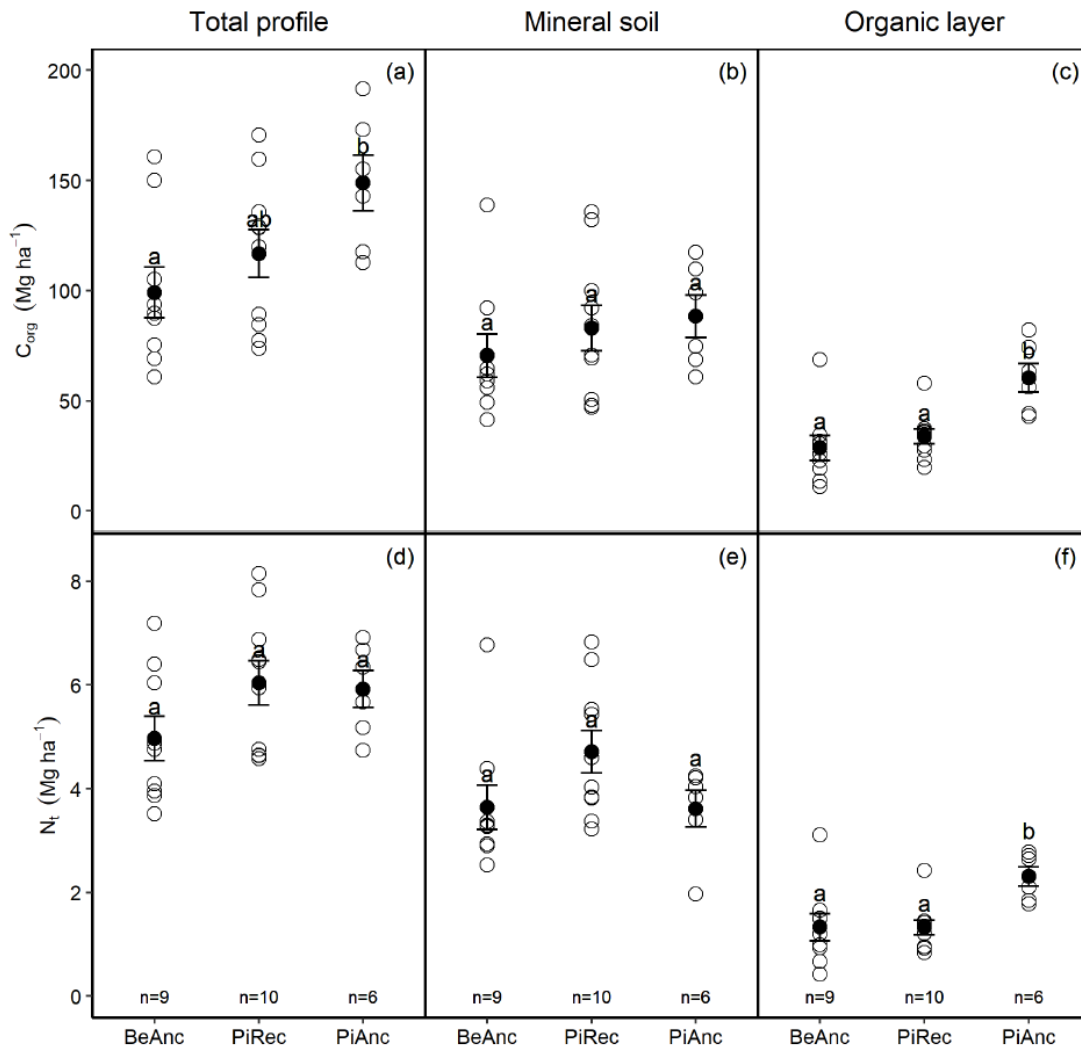 Total profile
Mineral soil
Organic layer
(a)
(b)
(c)
200
150
100
50
0
C_org (Mg ha⁻¹)
a
ab
b
a
a
a
a
a
b
(d)
(e)
(f)
8
6
4
2
0
N_t (Mg ha⁻¹)
a
a
a
a
a
a
a
a
b
n=9
n=10
n=6
n=9
n=10
n=6
n=9
n=10
n=6
BeAnc
PiRec
PiAnc
BeAnc
PiRec
PiAnc
BeAnc
PiRec
PiAnc